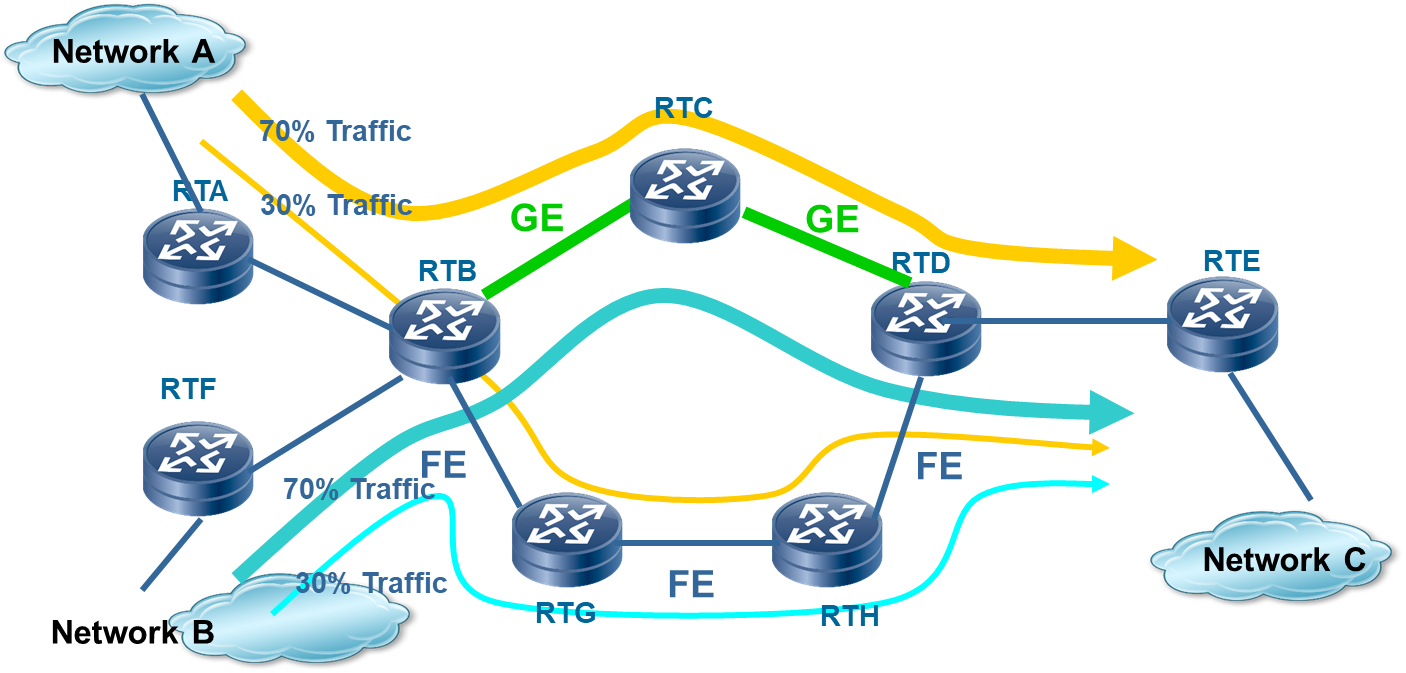 Network A
RTC
70% Traffic
RTA
30% Traffic
GE
GE
RTB
RTD
RTE
RTF
FE
FE
70% Traffic
Network C
30% Traffic
FE
RTG
RTH
Network B